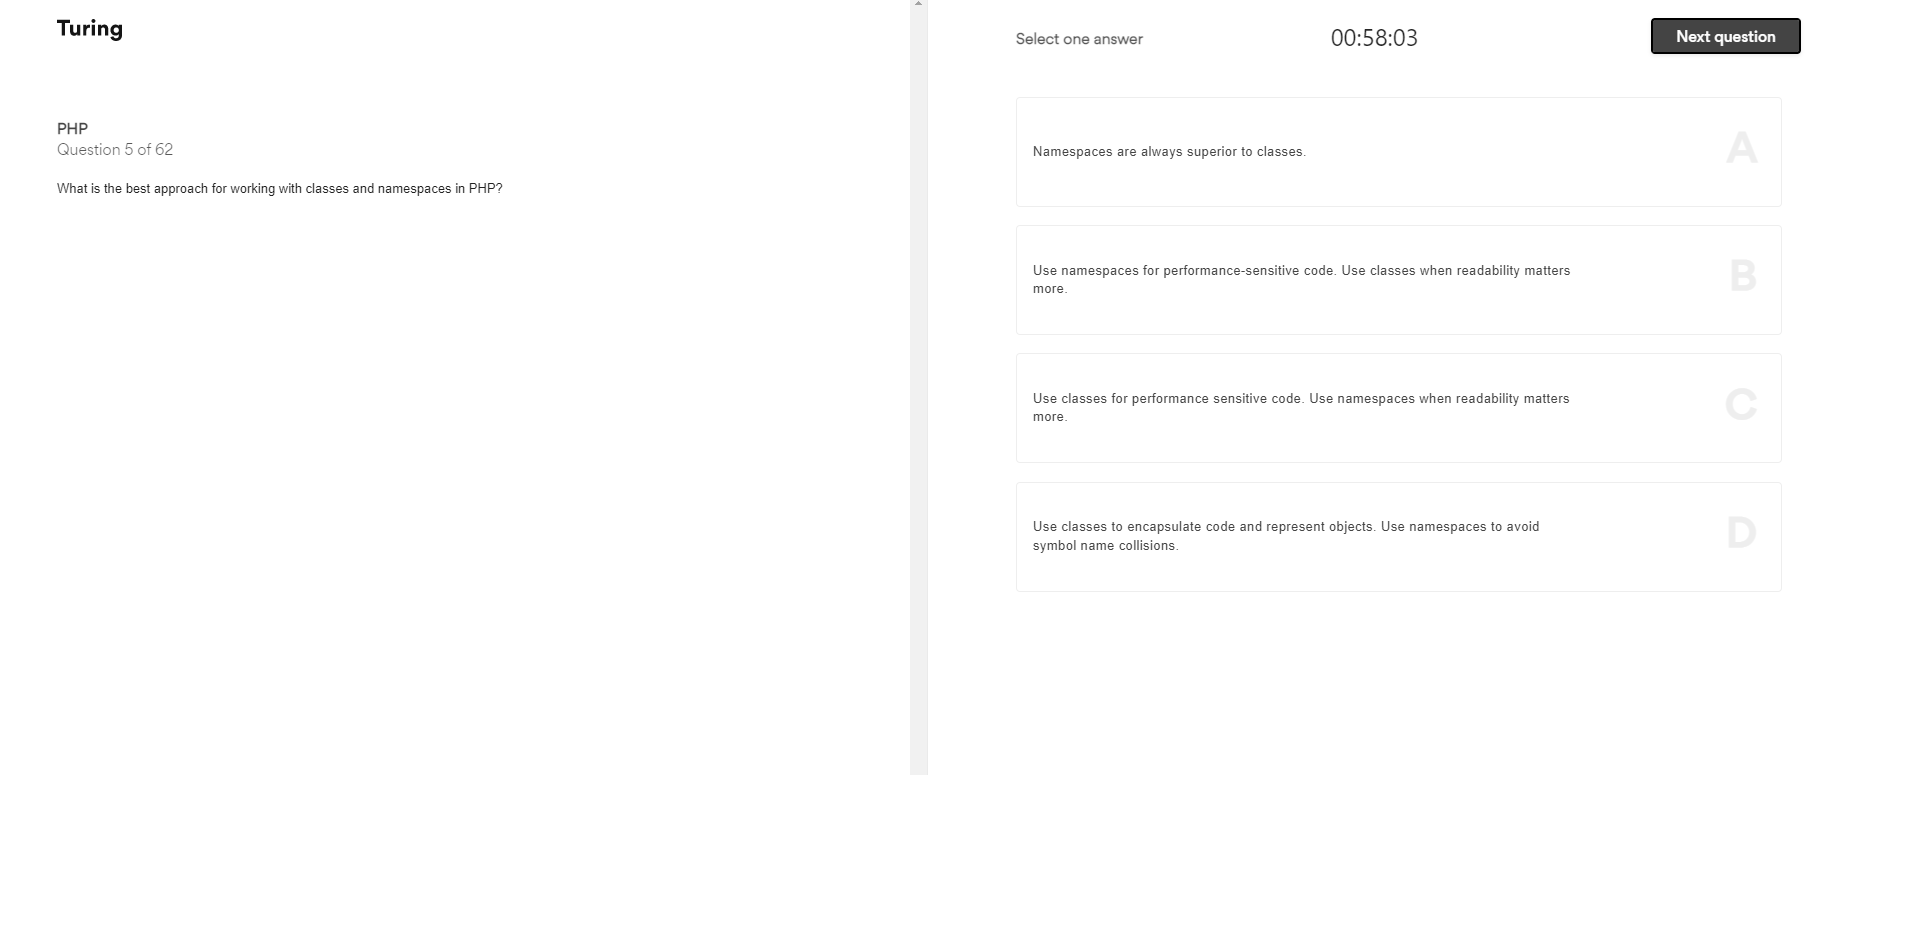 Turing
PHP
Question 5 of 62
What is the best approach for working with classes and namespaces in PHP?
Select one answer
00:58:03
Next question
Namespaces are always superior to classes.
A
Use namespaces for performance-sensitive code. Use classes when readability matters
more.
B
Use classes for performance sensitive code. Use namespaces when readability matters
more.
C
Use classes to encapsulate code and represent objects. Use namespaces to avoid
symbol name collisions.
D